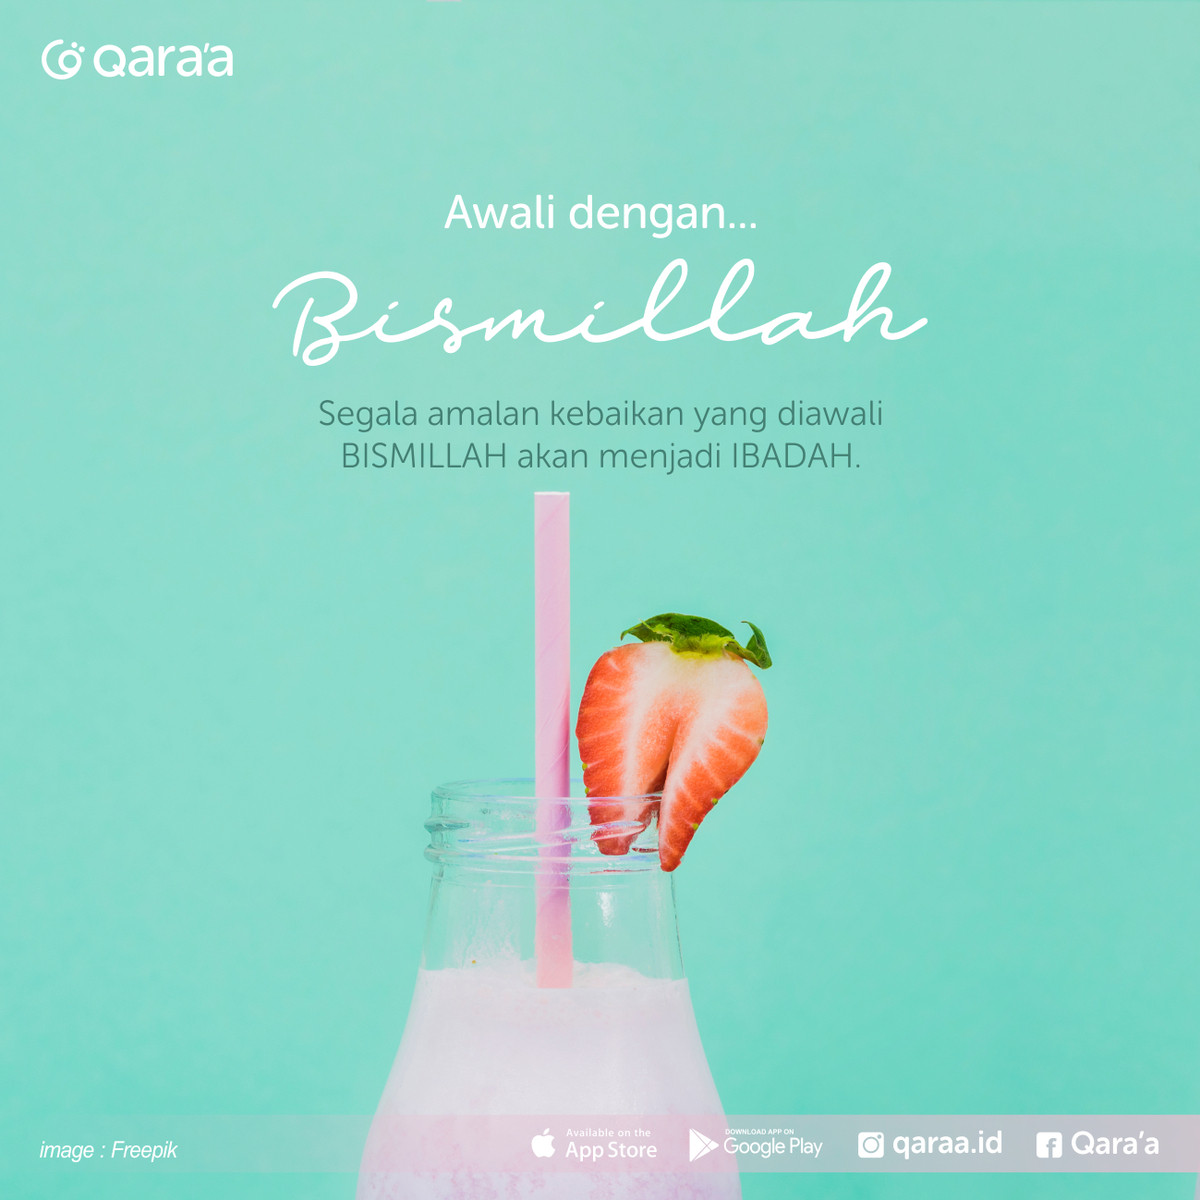 Qara'a
Awali dengan...
Bismillah
Segala amalan kebaikan yang diawali
BISMILLAH akan menjadi IBADAH.
image : Freepik
Available on the
App Store
DOWNLOAD APP ON
Google Play
qaraa.id
Qara'a